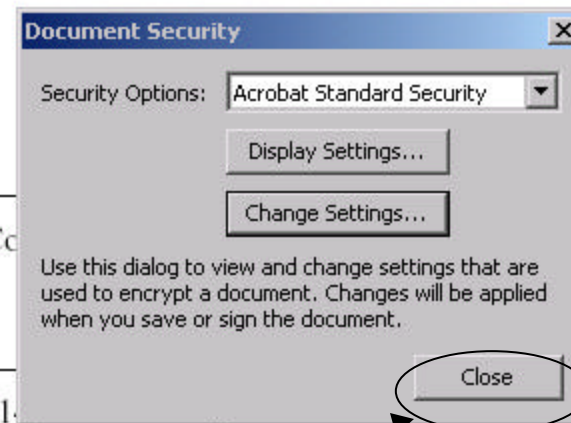 Document Security
Security Options: Acrobat Standard Security
Display Settings...
Change Settings...
Use this dialog to view and change settings that are
used to encrypt a document. Changes will be applied
when you save or sign the document.
Close